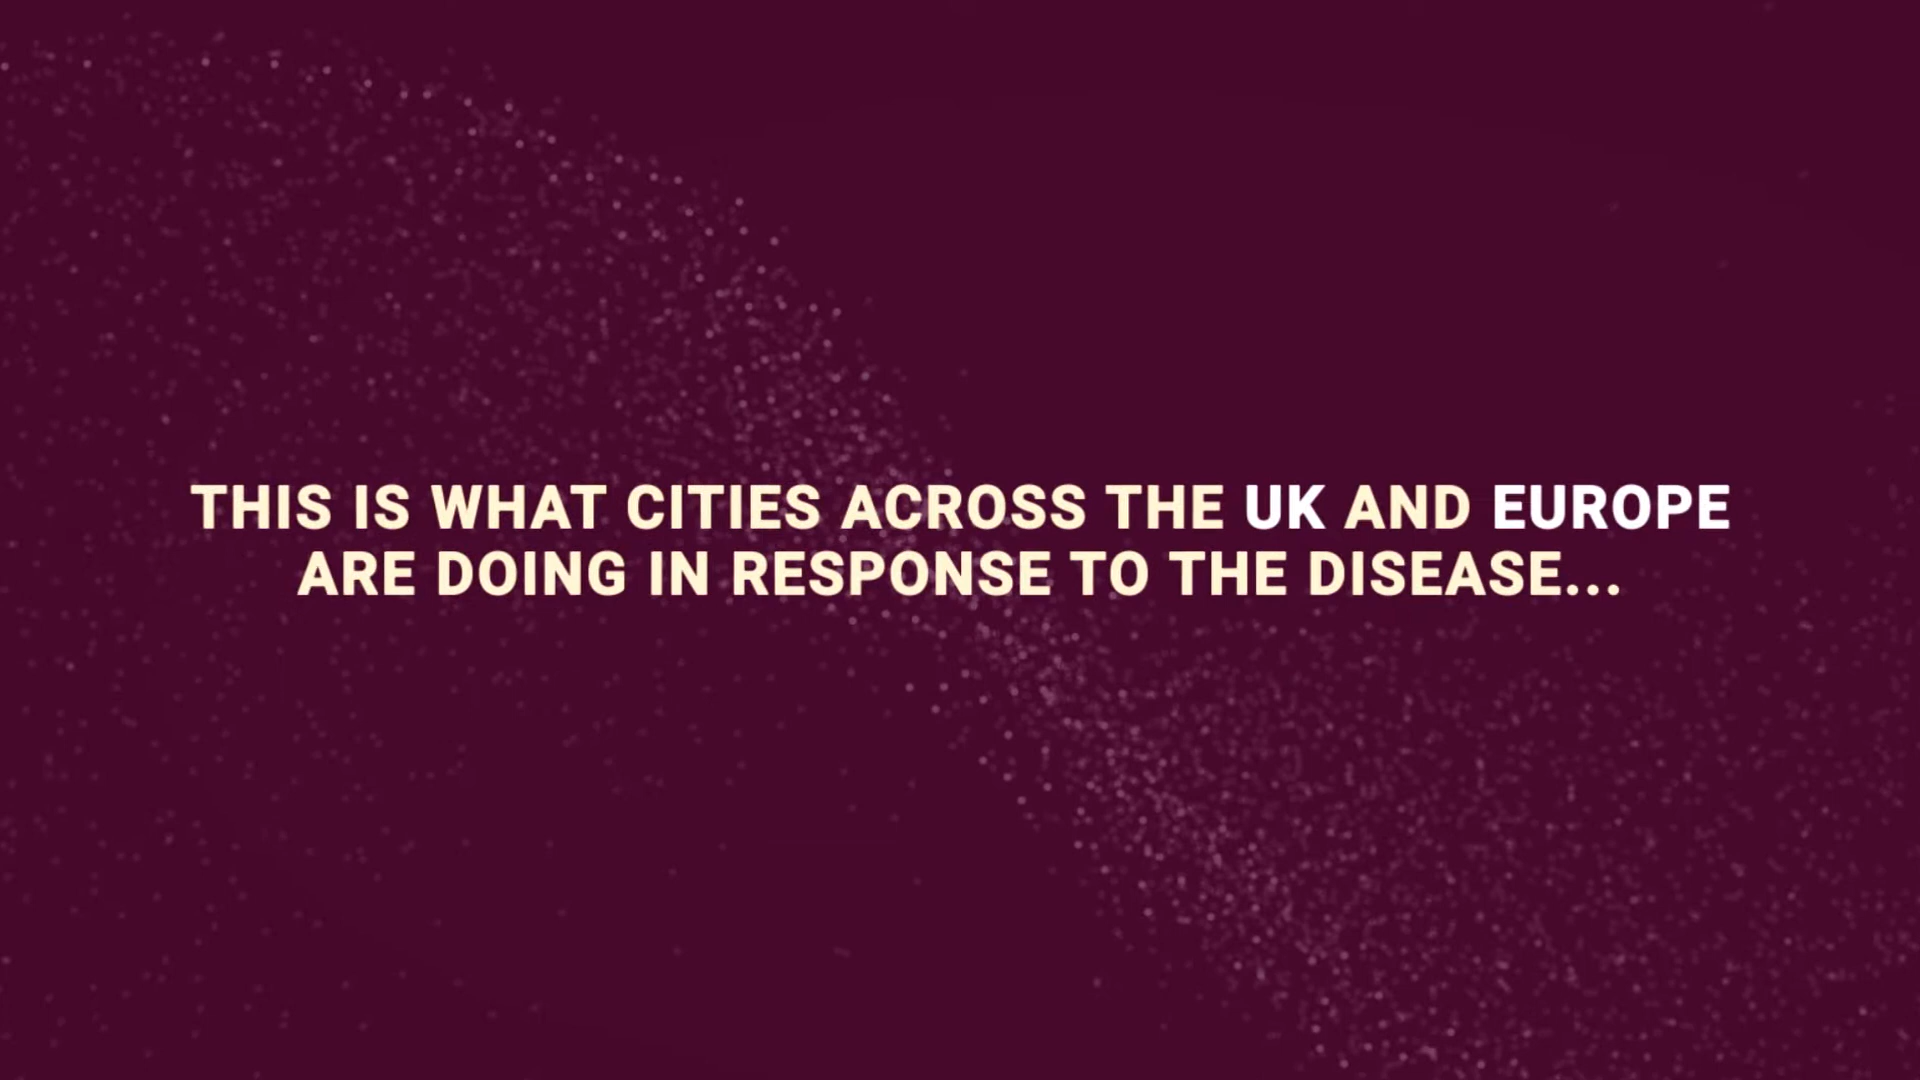 THIS IS WHAT CITIES ACROSS THE UK AND EUROPE
ARE DOING IN RESPONSE TO THE DISEASE...